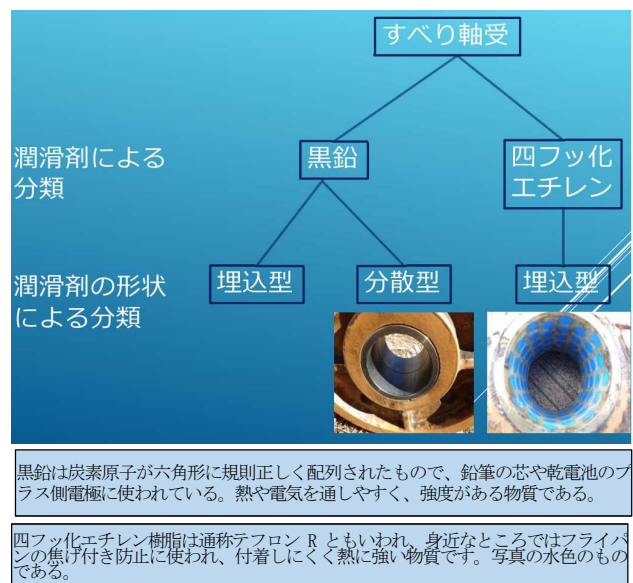 すべり軸受
潤滑剤による
分類
黒鉛
四フッ化
エチレン
潤滑剤の形状
による分類
埋込型
分散型
埋込型
黒鉛は炭素原子が六角形に規則正しく配列されたもので、鉛筆の芯や乾電池のプ
ラス側電極に使われている。熱や電気を通しやすく、強度がある物質である。
四フッ化エチレン樹脂は通称テフロン R ともいわれ、身近なところではフライパ
ンの焦げ付き防止に使われ、付着しにくく熱に強い物質です。写真の水色のもの
である。